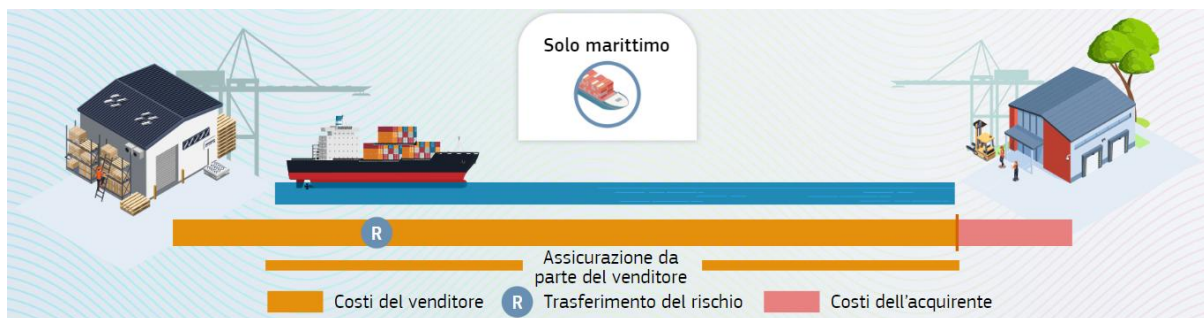 Solo marittimo
R
Assicurazione da
parte del venditore
Costi del venditore
R Trasferimento del rischio
Costi dell'acquirente